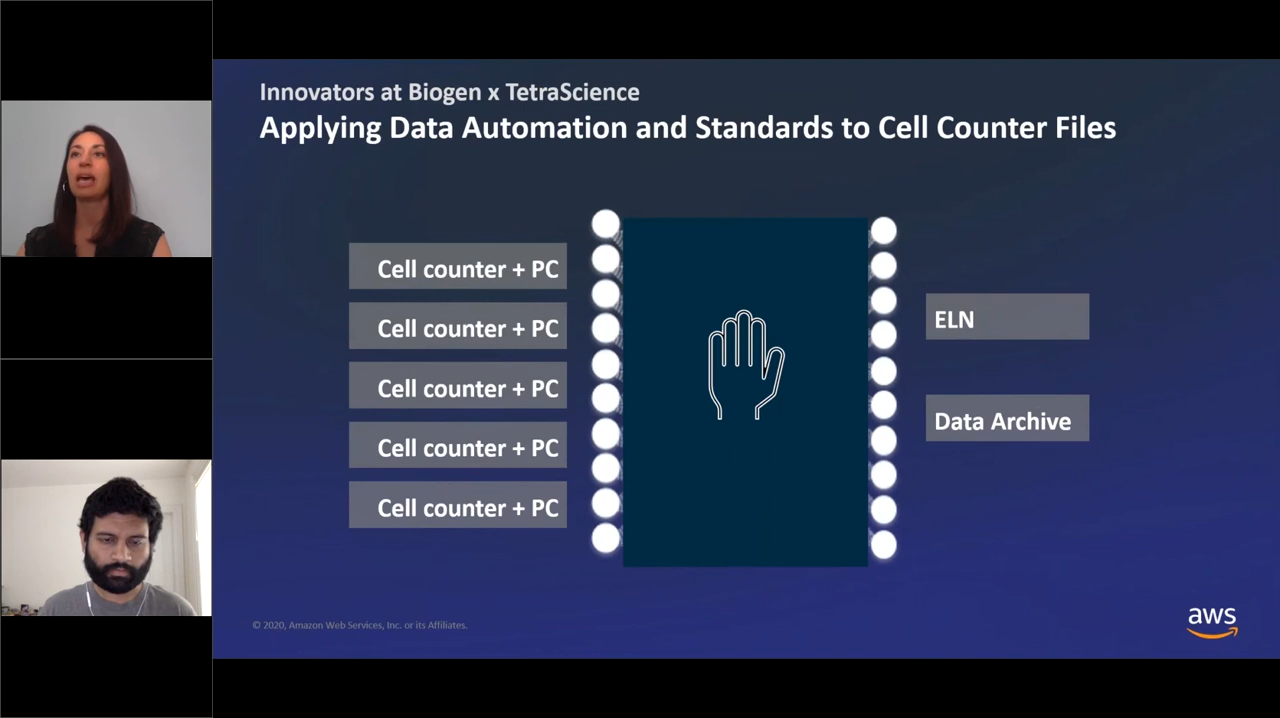 Innovators at Biogen x TetraScience
Applying Data Automation and Standards to Cell Counter Files
Cell counter + PC
Cell counter + PC
Cell counter + PC
Cell counter + PC
Cell counter + PC
ELN
Data Archive
© 2020, Amazon Web Services, Inc. or its Affiliates.
aws